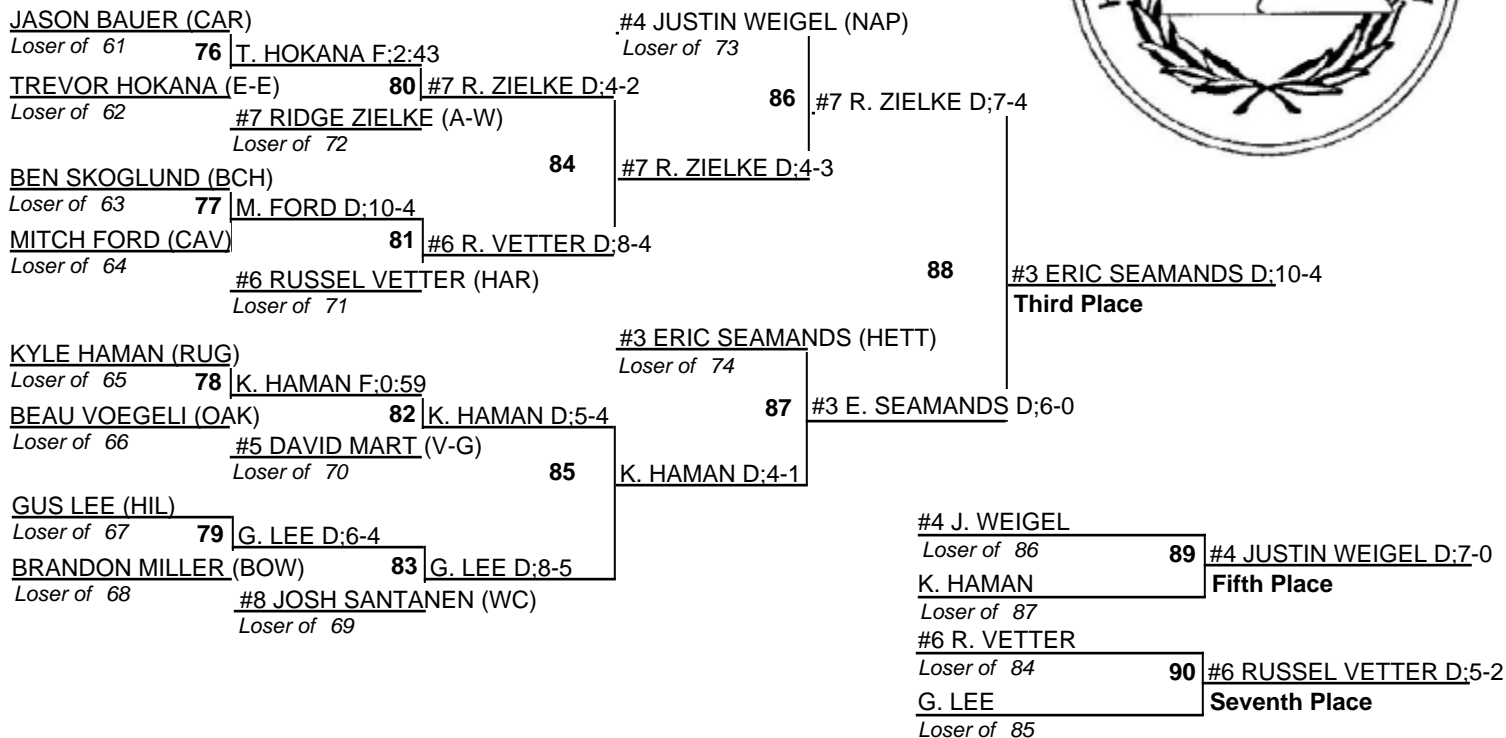 JASON BAUER (CAR)
Loser of 61
76
T. HOKANA F;2:43
TREVOR HOKANA (E-E)
Loser of 62
80
#7 R. ZIELKE D;4-2
#7 RIDGE ZIELKE (A-W)
Loser of 72
BEN SKOGLUND (BCH)
Loser of 63
77
M. FORD D;10-4
MITCH FORD (CAV)
Loser of 64
81
#6 R. VETTER D;8-4
#6 RUSSEL VETTER (HAR)
Loser of 71
84
#7 R. ZIELKE D;4-3
#4 JUSTIN WEIGEL (NAP)
Loser of 73
86
#7 R. ZIELKE D;7-4
KYLE HAMAN (RUG)
Loser of 65
78
K. HAMAN F;0:59
BEAU VOEGELI (OAK)
Loser of 66
82
K. HAMAN D;5-4
#5 DAVID MART (V-G)
Loser of 70
GUS LEE (HIL)
Loser of 67
79
G. LEE D;6-4
BRANDON MILLER (BOW)
Loser of 68
83
G. LEE D;8-5
#8 JOSH SANTANEN (WC)
Loser of 69
85
K. HAMAN D;4-1
#3 ERIC SEAMANDS (HETT)
Loser of 74
87
#3 E. SEAMANDS D;6-0
88
#3 ERIC SEAMANDS D;10-4
Third Place
#4 J. WEIGEL
Loser of 86
89
#4 JUSTIN WEIGEL D;7-0
K. HAMAN
Fifth Place
Loser of 87
#6 R. VETTER
Loser of 84
90
#6 RUSSEL VETTER D;5-2
G. LEE
Seventh Place
Loser of 85